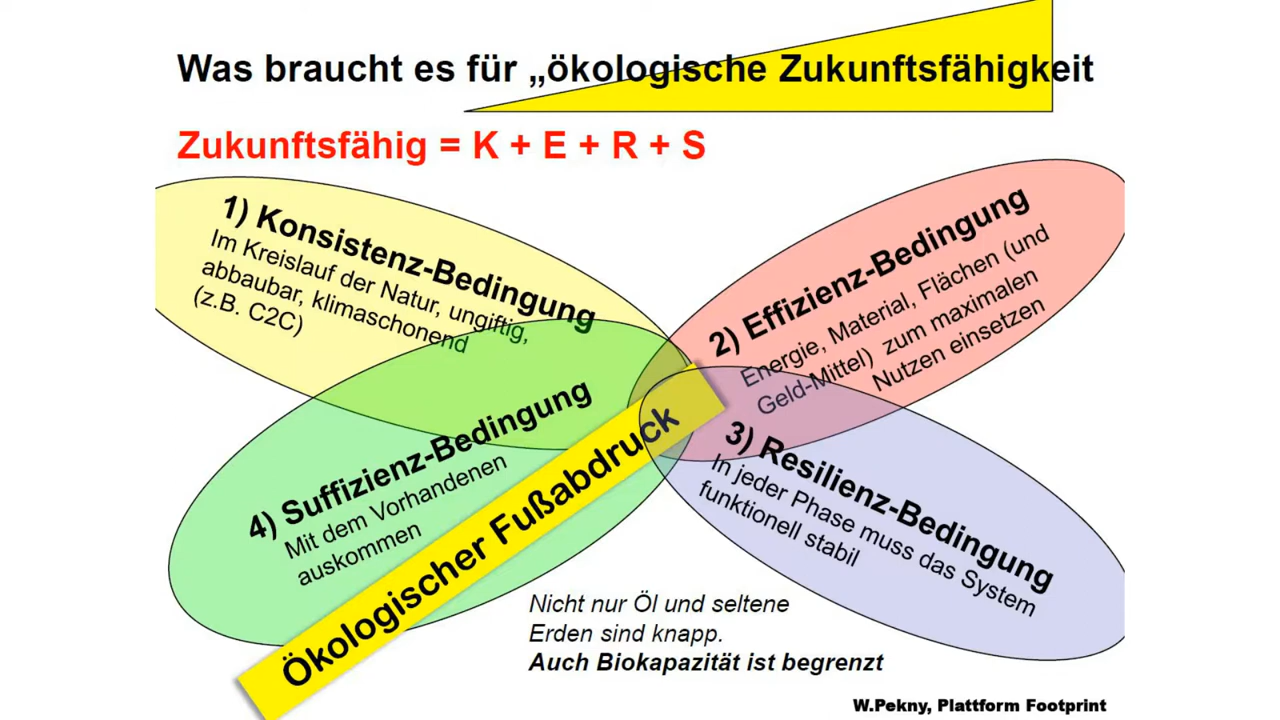 Was braucht es für „ökologische Zukunftsfähigkeit
Zukunftsfähig = K + E + R + S
1) Konsistenz-Bedingung
Im Kreislauf der Natur, ungiftig,
abbaubar, klimaschonend
(z.B. C2C)
2) Effizienz-Bedingung
Energie, Material, Flächen (und
Geld-Mittel) zum maximalen
Nutzen einsetzen
3) Resilienz-Bedingung
In jeder Phase muss das System
funktionell stabil
4) Suffizienz-Bedingung
Mit dem Vorhandenen
auskommen
Ökologischer Fußabdruck
Nicht nur Öl und seltene
Erden sind knapp.
Auch Biokapazität ist begrenzt
W.Pekny, Plattform Footprint